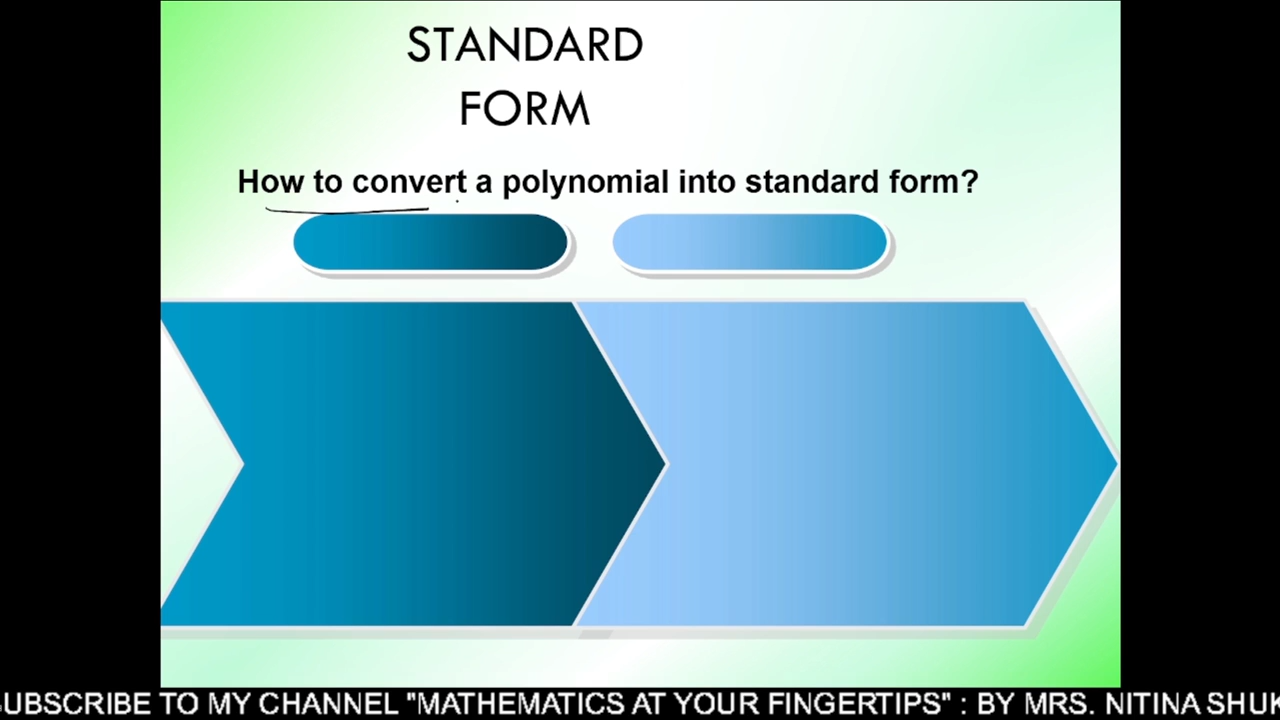 STANDARD
FORM
How to convert a polynomial into standard form?
UBSCRIBE TO MY CHANNEL "MATHEMATICS AT YOUR FINGERTIPS" : BY MRS. NITINA SHUK